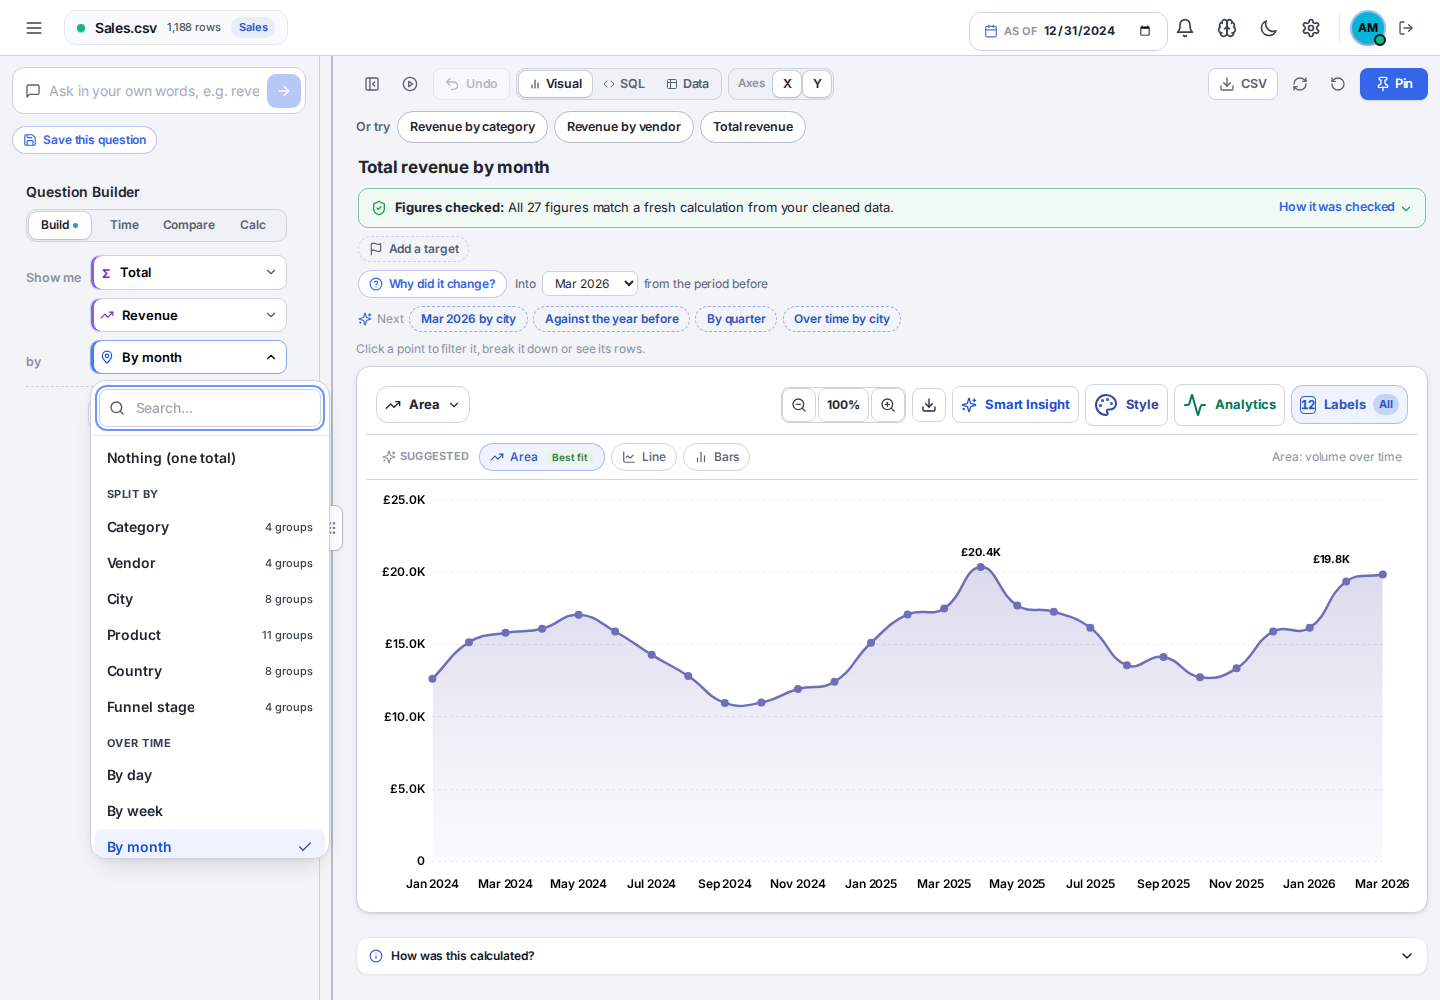 Sales.csv 1,188 rows Sales
AS OF 12/31/2024
AM
Ask in your own words, e.g. reve
Undo Visual SQL Data Axes X Y
CSV Pin
Save this question
Or try Revenue by category Revenue by vendor Total revenue
Total revenue by month
Question Builder
Build Time Compare Calc
Figures checked: All 27 figures match a fresh calculation from your cleaned data. How it was checked
Add a target
Show me Total
Revenue
by By month
Why did it change? Into Mar 2026 from the period before
Next Mar 2026 by city Against the year before By quarter Over time by city
Click a point to filter it, break it down or see its rows.
Search...
Nothing (one total)
SPLIT BY
Category 4 groups
Vendor 4 groups
City 8 groups
Product 11 groups
Country 8 groups
Funnel stage 4 groups
OVER TIME
By day
By week
By month
Area
100%
Smart Insight Style Analytics 12 Labels All
SUGGESTED Area Best fit Line Bars
Area: volume over time
£25.0K
£20.0K
£15.0K
£10.0K
£5.0K
0
£20.4K
£19.8K
Jan 2024 Mar 2024 May 2024 Jul 2024 Sep 2024 Nov 2024 Jan 2025 Mar 2025 May 2025 Jul 2025 Sep 2025 Nov 2025 Jan 2026 Mar 2026
How was this calculated?